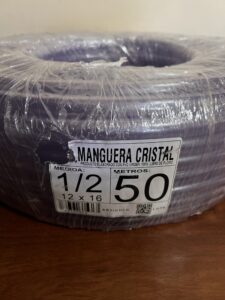 MANGUERA CRISTAL
MEDIDA:
1/2
12 x 16
METROS:
50